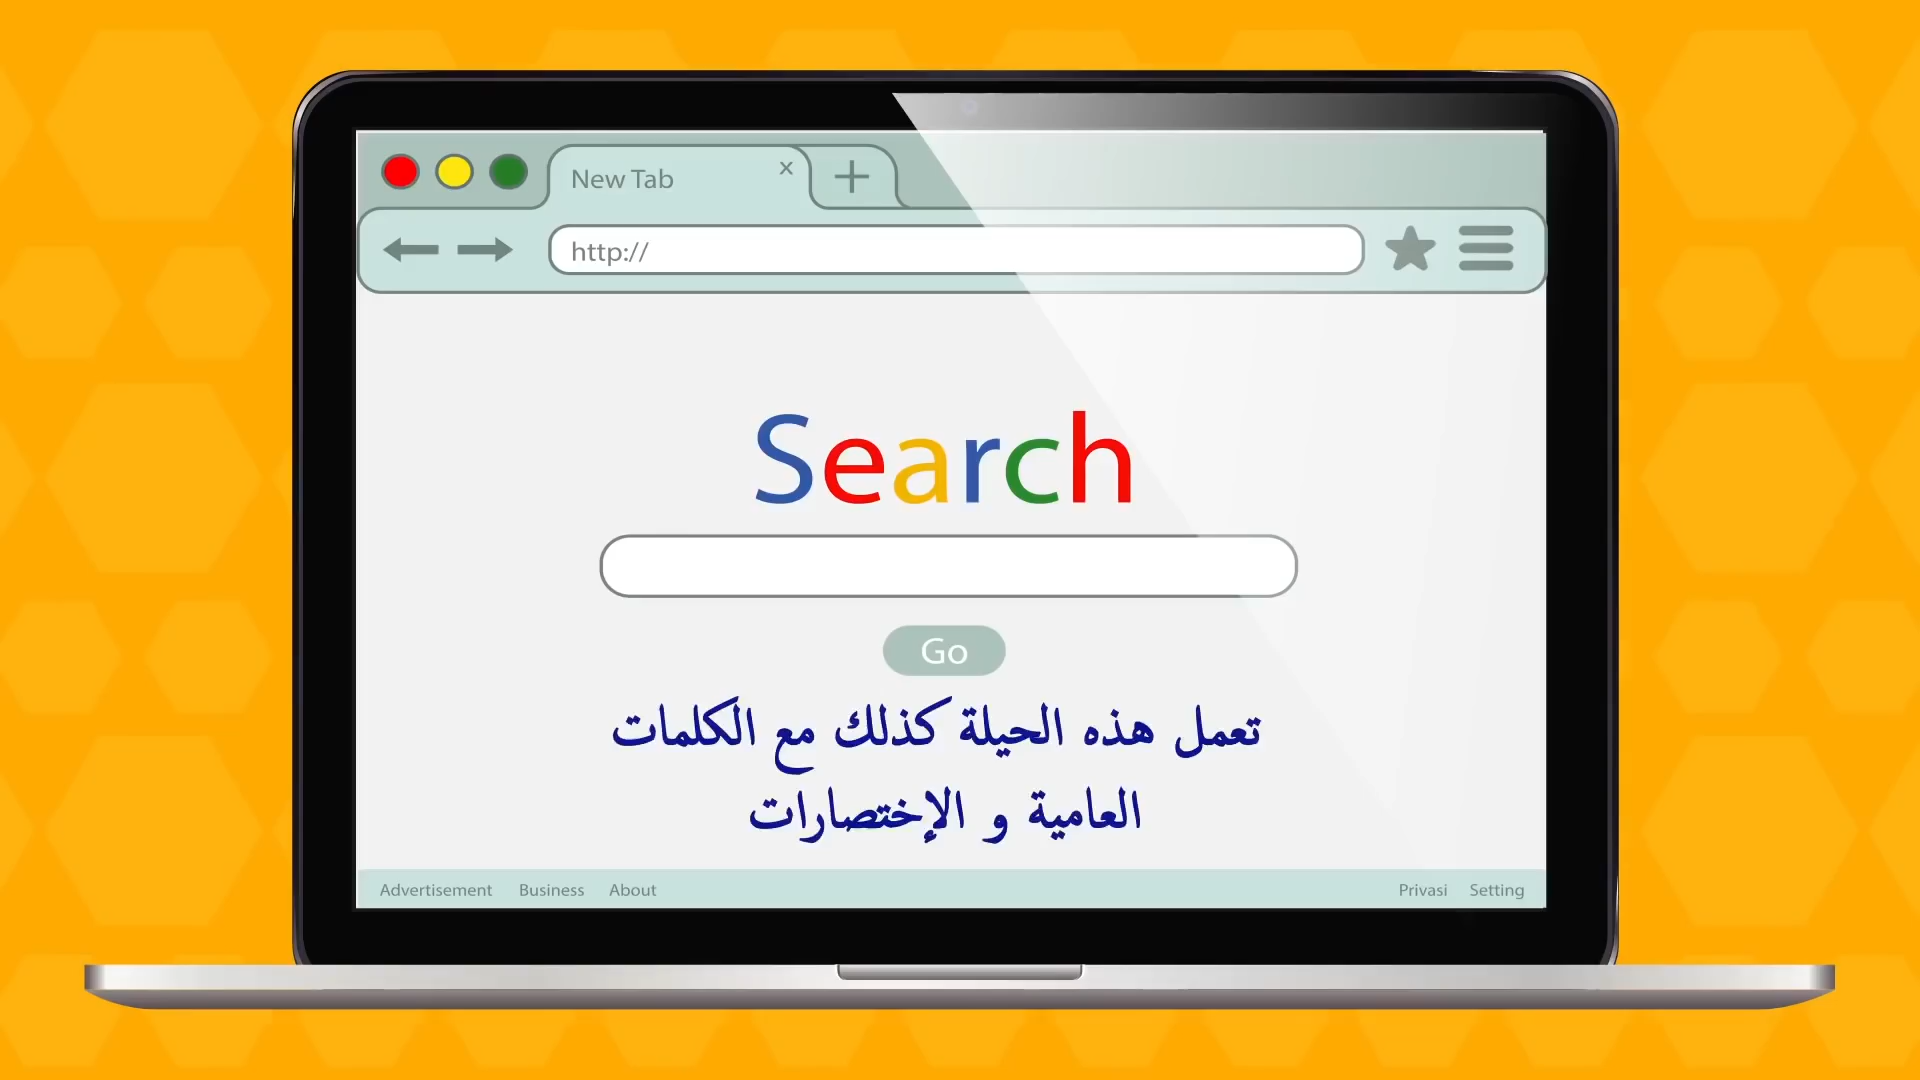 New Tab
http://
Search
Go
تعمل هذه الحيلة كذلك مع الكلمات
العامية و الإختصارات
Advertisement Business About Privasi Setting